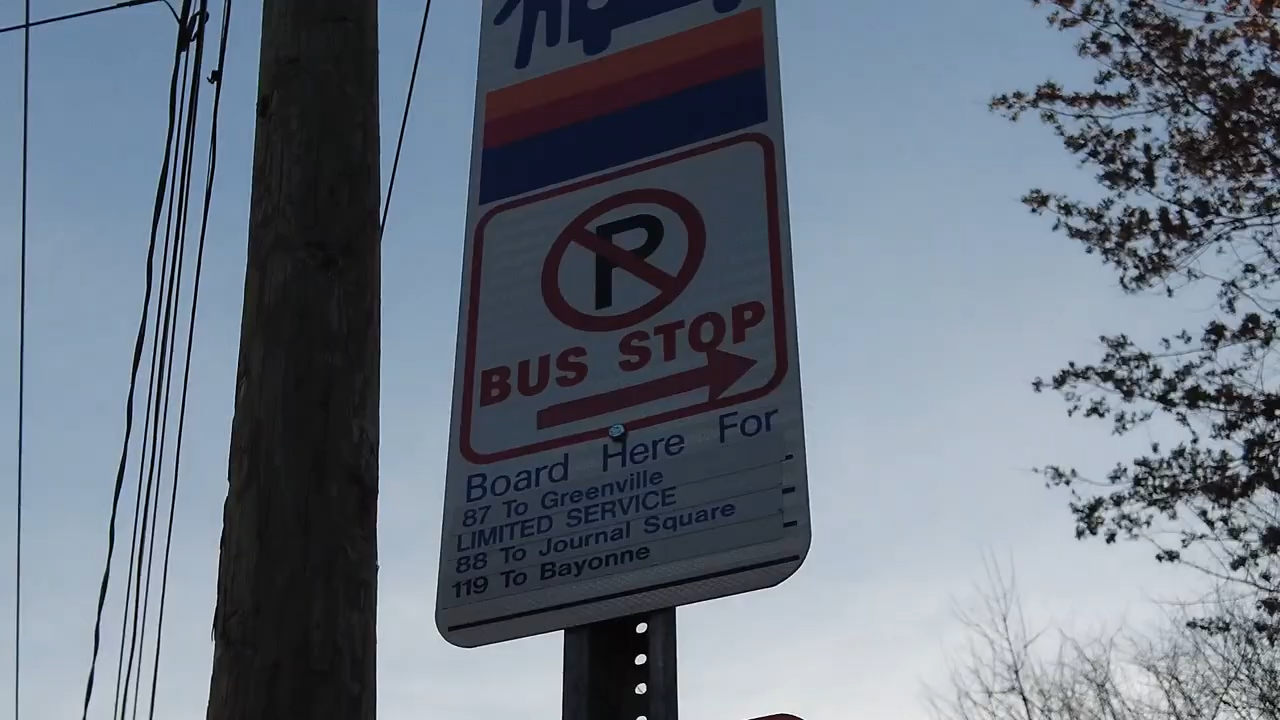 P
BUS STOP
Board Here For
87 To Greenville
LIMITED SERVICE
88 To Journal Square
119 To Bayonne